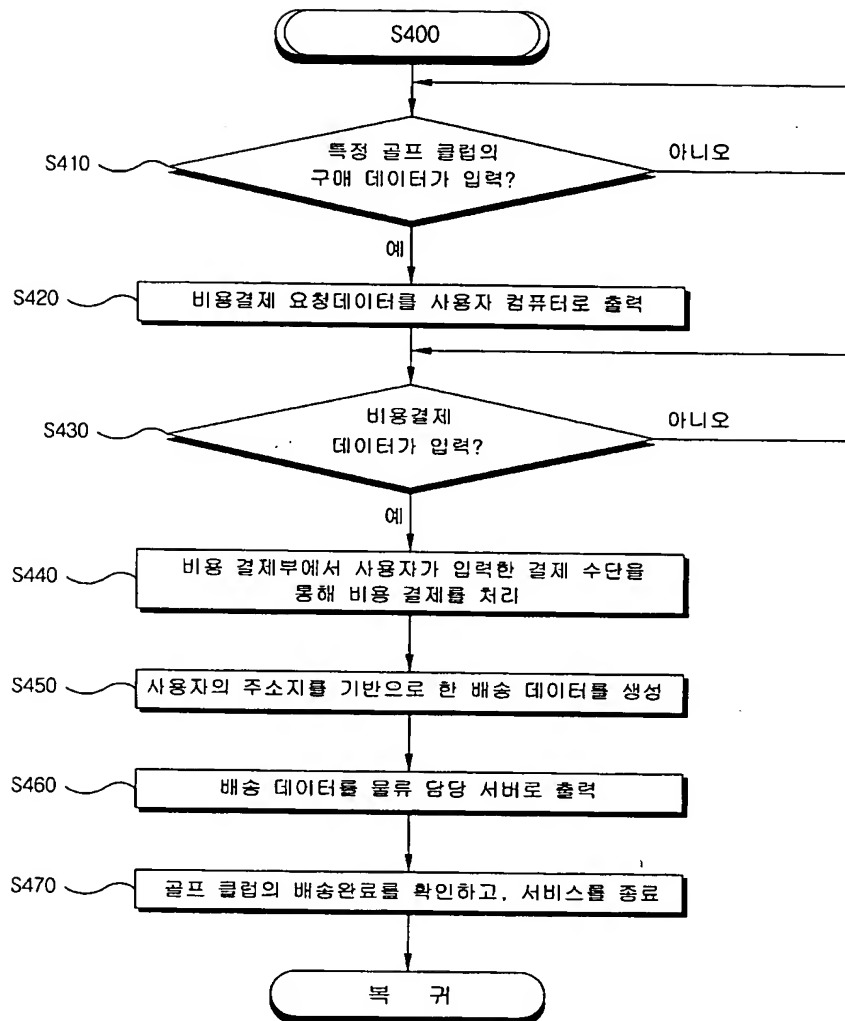 S400
S410
특정 골프 클럽의
구매 데이터가 입력?
아니오
예
S420
비용결제 요청데이터를 사용자 컴퓨터로 출력
S430
비용결제
데이터가 입력?
아니오
예
S440
비용 결제부에서 사용자가 입력한 결제 수단을
통해 비용 결제를 처리
S450
사용자의 주소지를 기반으로 한 배송 데이터를 생성
S460
배송 데이터를 물류 담당 서버로 출력
S470
골프 클럽의 배송완료를 확인하고, 서비스를 종료
복 귀